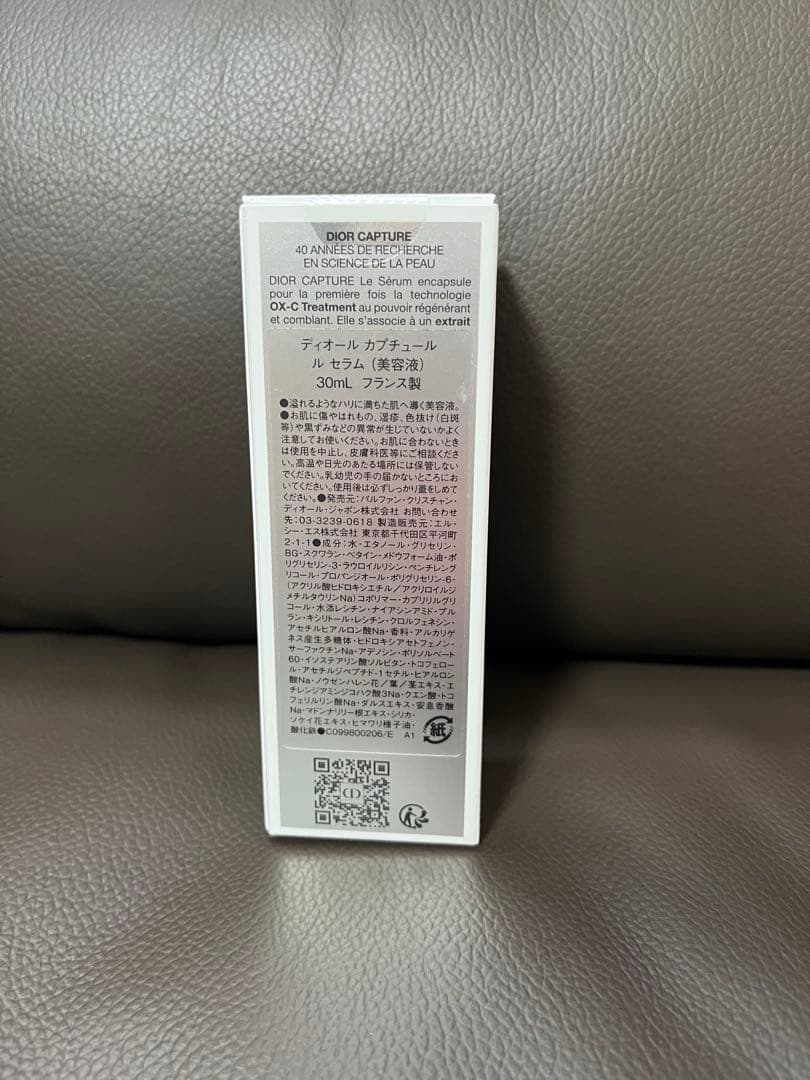 DIOR CAPTURE
40 ANNÉES DE RECHERCHE
EN SCIENCE DE LA PEAU
DIOR CAPTURE Le Sérum encapsule
pour la première fois la technologie
OX-C Treatment au pouvoir régénérant
et comblant. Elle s'associe à un extrait
ディオール カプチュール
ル セラム（美容液）
30mL フランス製
●溢れるようなハリに満ちた肌へ導く美容液。
●お肌に傷やはれもの、湿疹、色抜け(白斑
等)や黒ずみなどの異常が生じていないかよく
注意してお使いください。お肌に合わないとき
は使用を中止し、皮膚科医等にご相談くださ
い。高温や日光のあたる場所には保管しない
でください。乳幼児の手の届かないところにお
いてください。使用後は必ずしっかり蓋をしめて
ください。●発売元:パルファン・クリスチャン・
ディオール・ジャポン株式会社 お問い合わせ
先:03-3239-0618 製造販売元:エル・
シー・エス株式会社 東京都千代田区平河町
2-1-1●成分:水・エタノール・グリセリン・
BG・スクワラン・ベタイン・メドウフォーム油・ポ
リグリセリン-3・ラウロイルリシン・ペンチレング
リコール・プロパンジオール・ポリグリセリン-6・
(アクリル酸ヒドロキシエチル／アクリロイルジ
メチルタウリンNa)コポリマー・カプリリルグリ
コール・水添レシチン・ナイアシンアミド・プル
ラン・キシリトール・レシチン・クロルフェネシン・
アセチルヒアルロン酸Na・香料・アルカリゲ
ネス産生多糖体・ヒドロキシアセトフェノン・
サーファクチンNa・アデノシン・ポリソルベート
60・イソステアリン酸ソルビタン・トコフェロー
ル・アセチルジペプチド-1セチル・ヒアルロン
酸Na・ノウゼンハレン花／葉／茎エキス・エ
チレンジアミンジコハク酸3Na・クエン酸・トコ
フェリルリン酸Na・ダルスエキス・安息香酸
Na・マドンナリリー根エキス・シリカ・
ソケイ花エキス・ヒマワリ種子油・
酸化鉄●C099800206/E A1
紙
CD